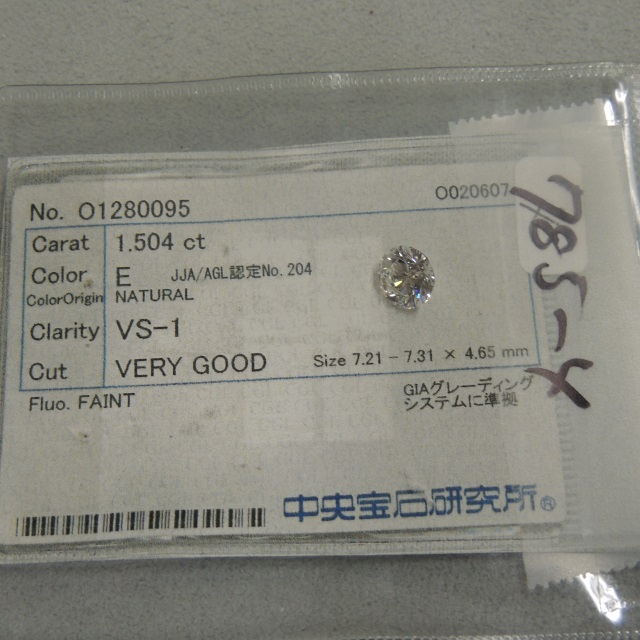 No. O1280095
O020607
Carat 1.504 ct
Color E JJA/AGL認定No.204
ColorOrigin NATURAL
Clarity VS-1
Cut VERY GOOD Size 7.21 - 7.31 × 4.65 mm
Fluo. FAINT
GIAグレーディング
システムに準拠
中央宝石研究所®